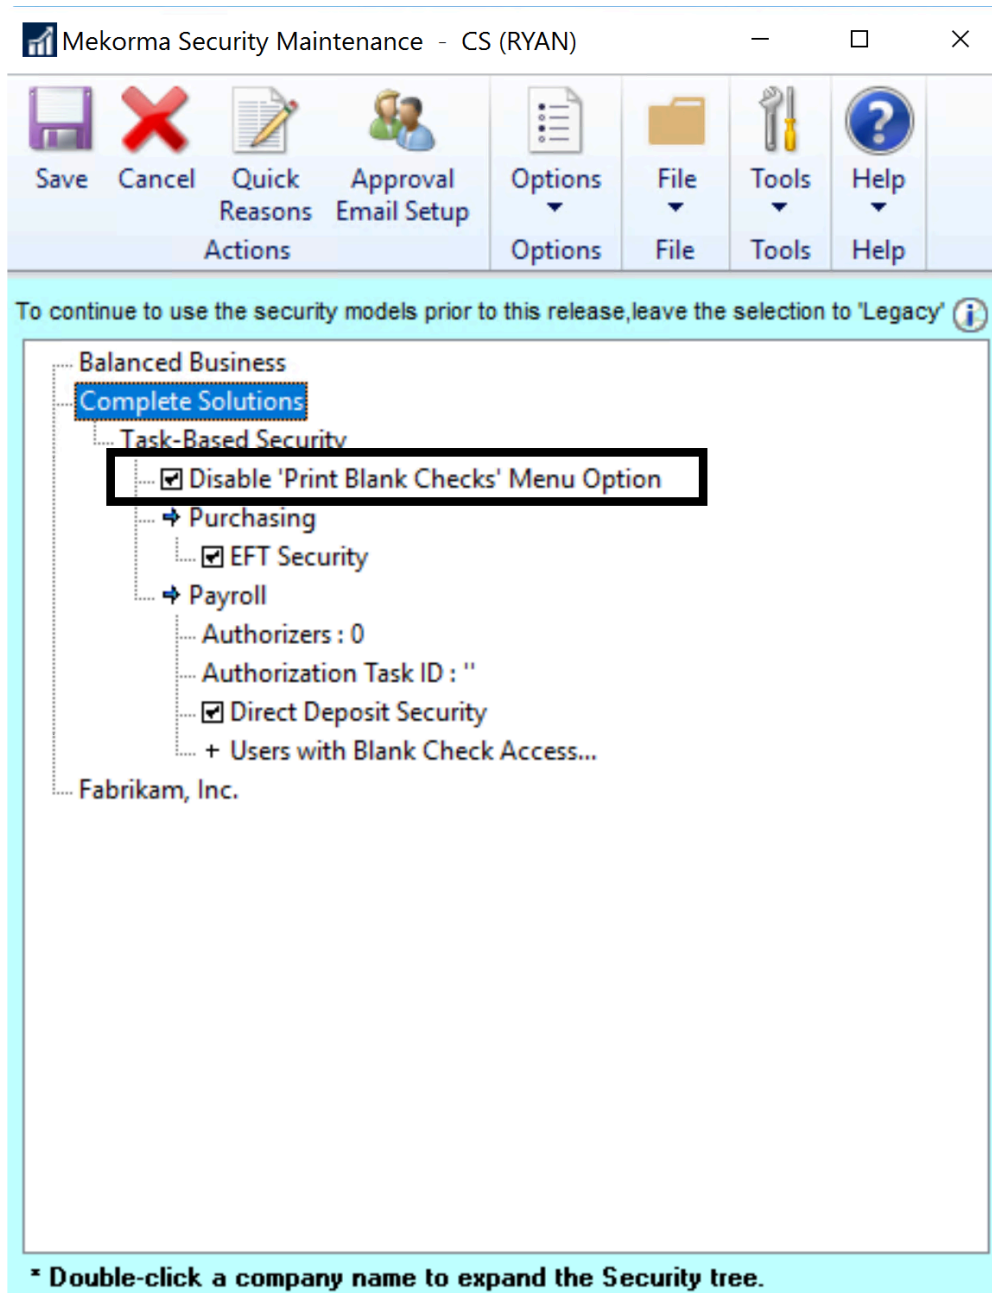 Mekorma Security Maintenance - CS (RYAN)
Save Cancel Quick Reasons Approval Email Setup Options File Tools Help
Actions Options File Tools Help
To continue to use the security models prior to this release,leave the selection to 'Legacy'
Balanced Business
Complete Solutions
Task-Based Security
Disable 'Print Blank Checks' Menu Option
Purchasing
EFT Security
Payroll
Authorizers : 0
Authorization Task ID : ''
Direct Deposit Security
+ Users with Blank Check Access...
Fabrikam, Inc.
* Double-click a company name to expand the Security tree.